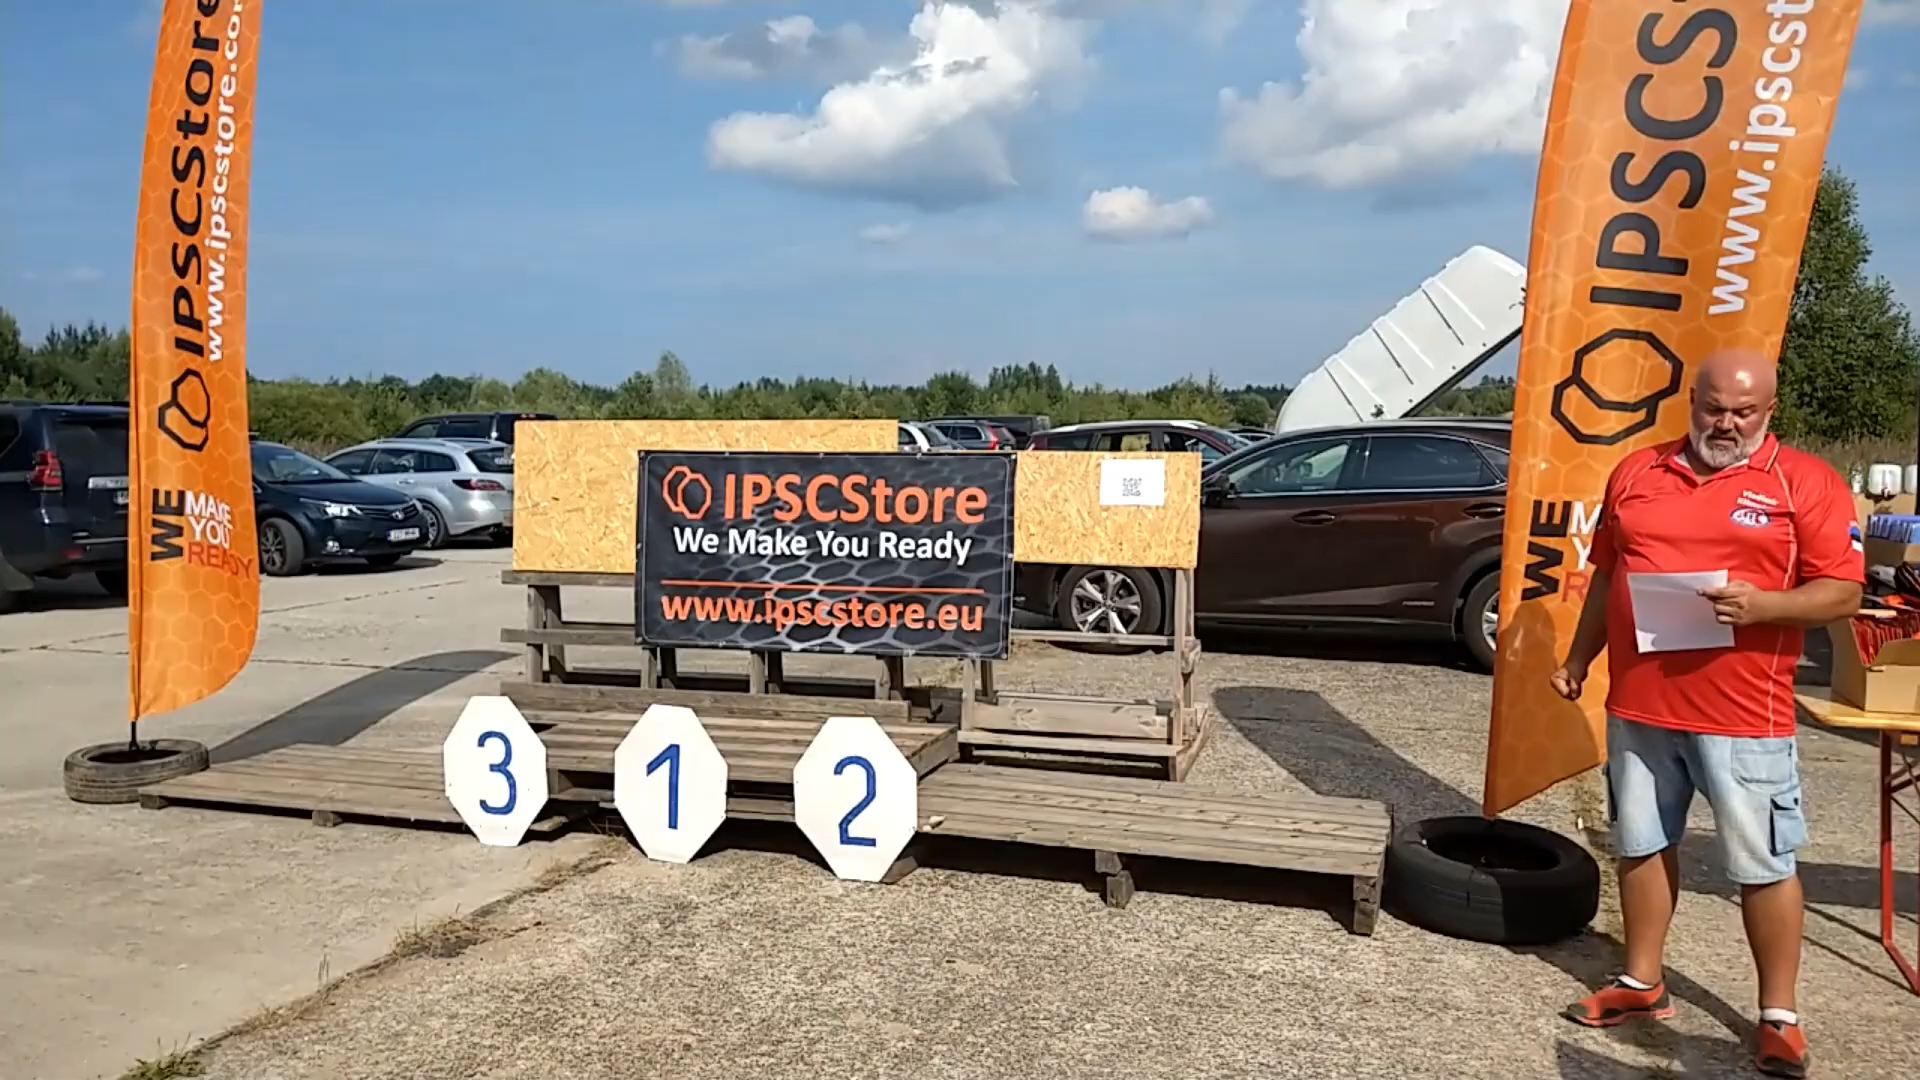 IPSCStore
www.ipscstore.com
WE
MAKE
YOU
READY
IPSCStore
We Make You Ready
www.ipscstore.eu
3
1
2
IPSCS
www.ipscst
WE
Vladimir